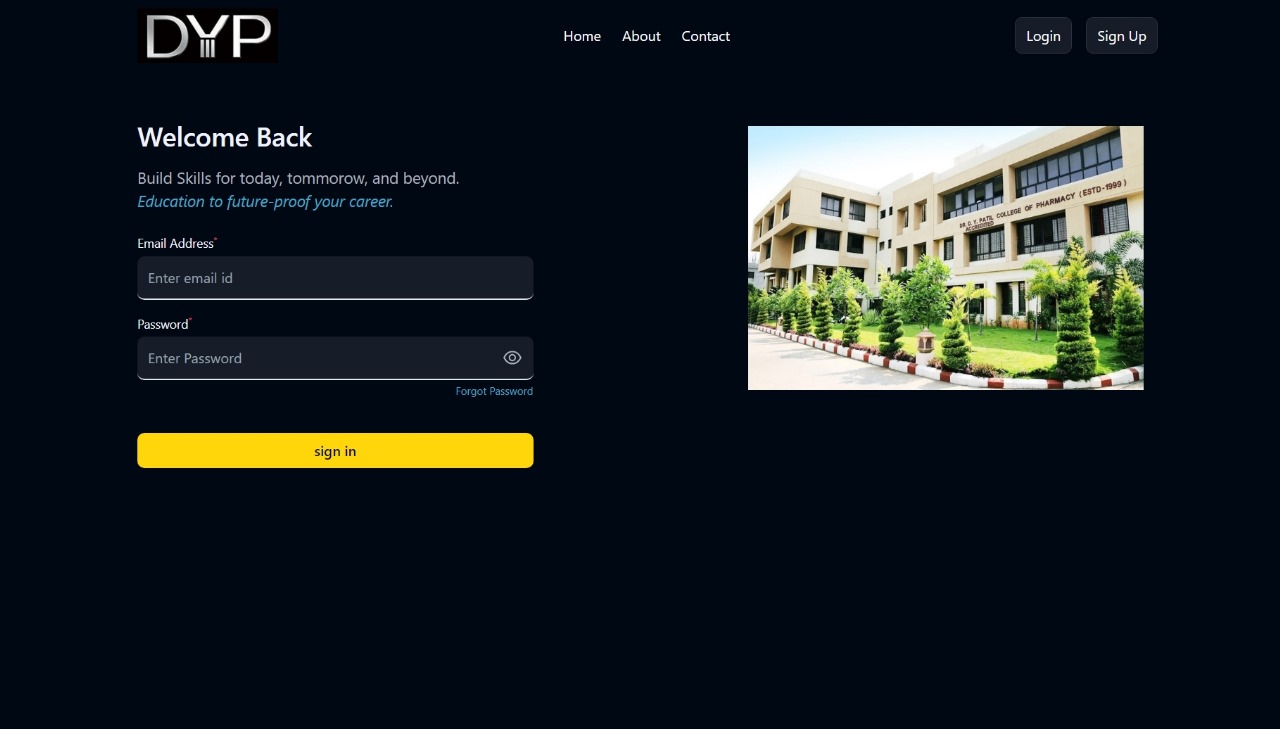 DYP
Home About Contact
Login Sign Up
Welcome Back
Build Skills for today, tommorow, and beyond.
Education to future-proof your career.
Email Address*
Enter email id
Password*
Enter Password
Forgot Password
sign in
DR. D. Y. PATIL COLLEGE OF PHARMACY (ESTD-1999)
ACCREDITED